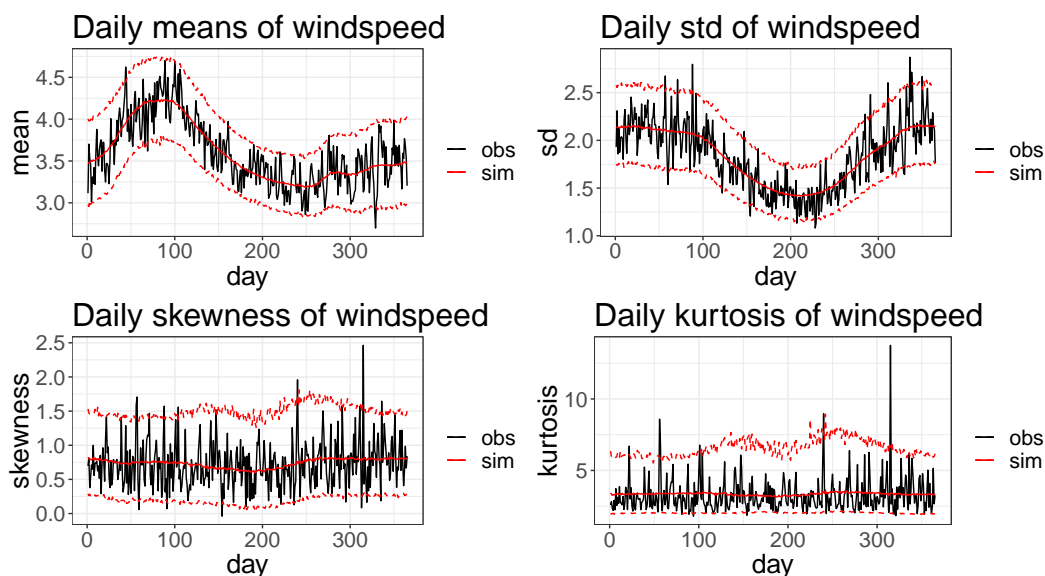 Daily means of windspeed
mean
4.5
4.0
3.5
3.0
0
100
200
300
day
obs
sim
Daily std of windspeed
sd
2.5
2.0
1.5
1.0
0
100
200
300
day
obs
sim
Daily skewness of windspeed
skewness
2.5
2.0
1.5
1.0
0.5
0.0
0
100
200
300
day
obs
sim
Daily kurtosis of windspeed
kurtosis
10
5
0
100
200
300
day
obs
sim